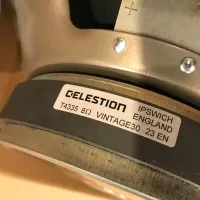 +
CELESTION
IPSWICH
ENGLAND
T4335 8Ω VINTAGE30 .23 EN